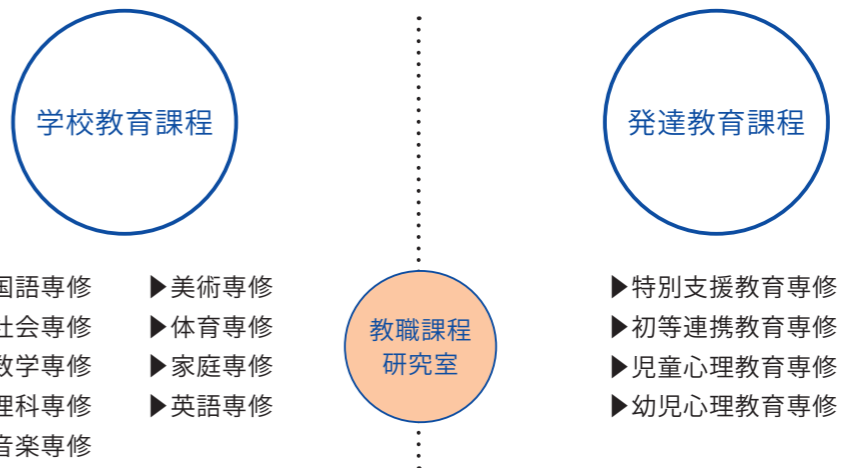 学校教育課程
発達教育課程
国語専修
社会専修
数学専修
理科専修
音楽専修
▶美術専修
▶体育専修
▶家庭専修
▶英語専修
教職課程
研究室
▶特別支援教育専修
▶初等連携教育専修
▶児童心理教育専修
▶幼児心理教育専修